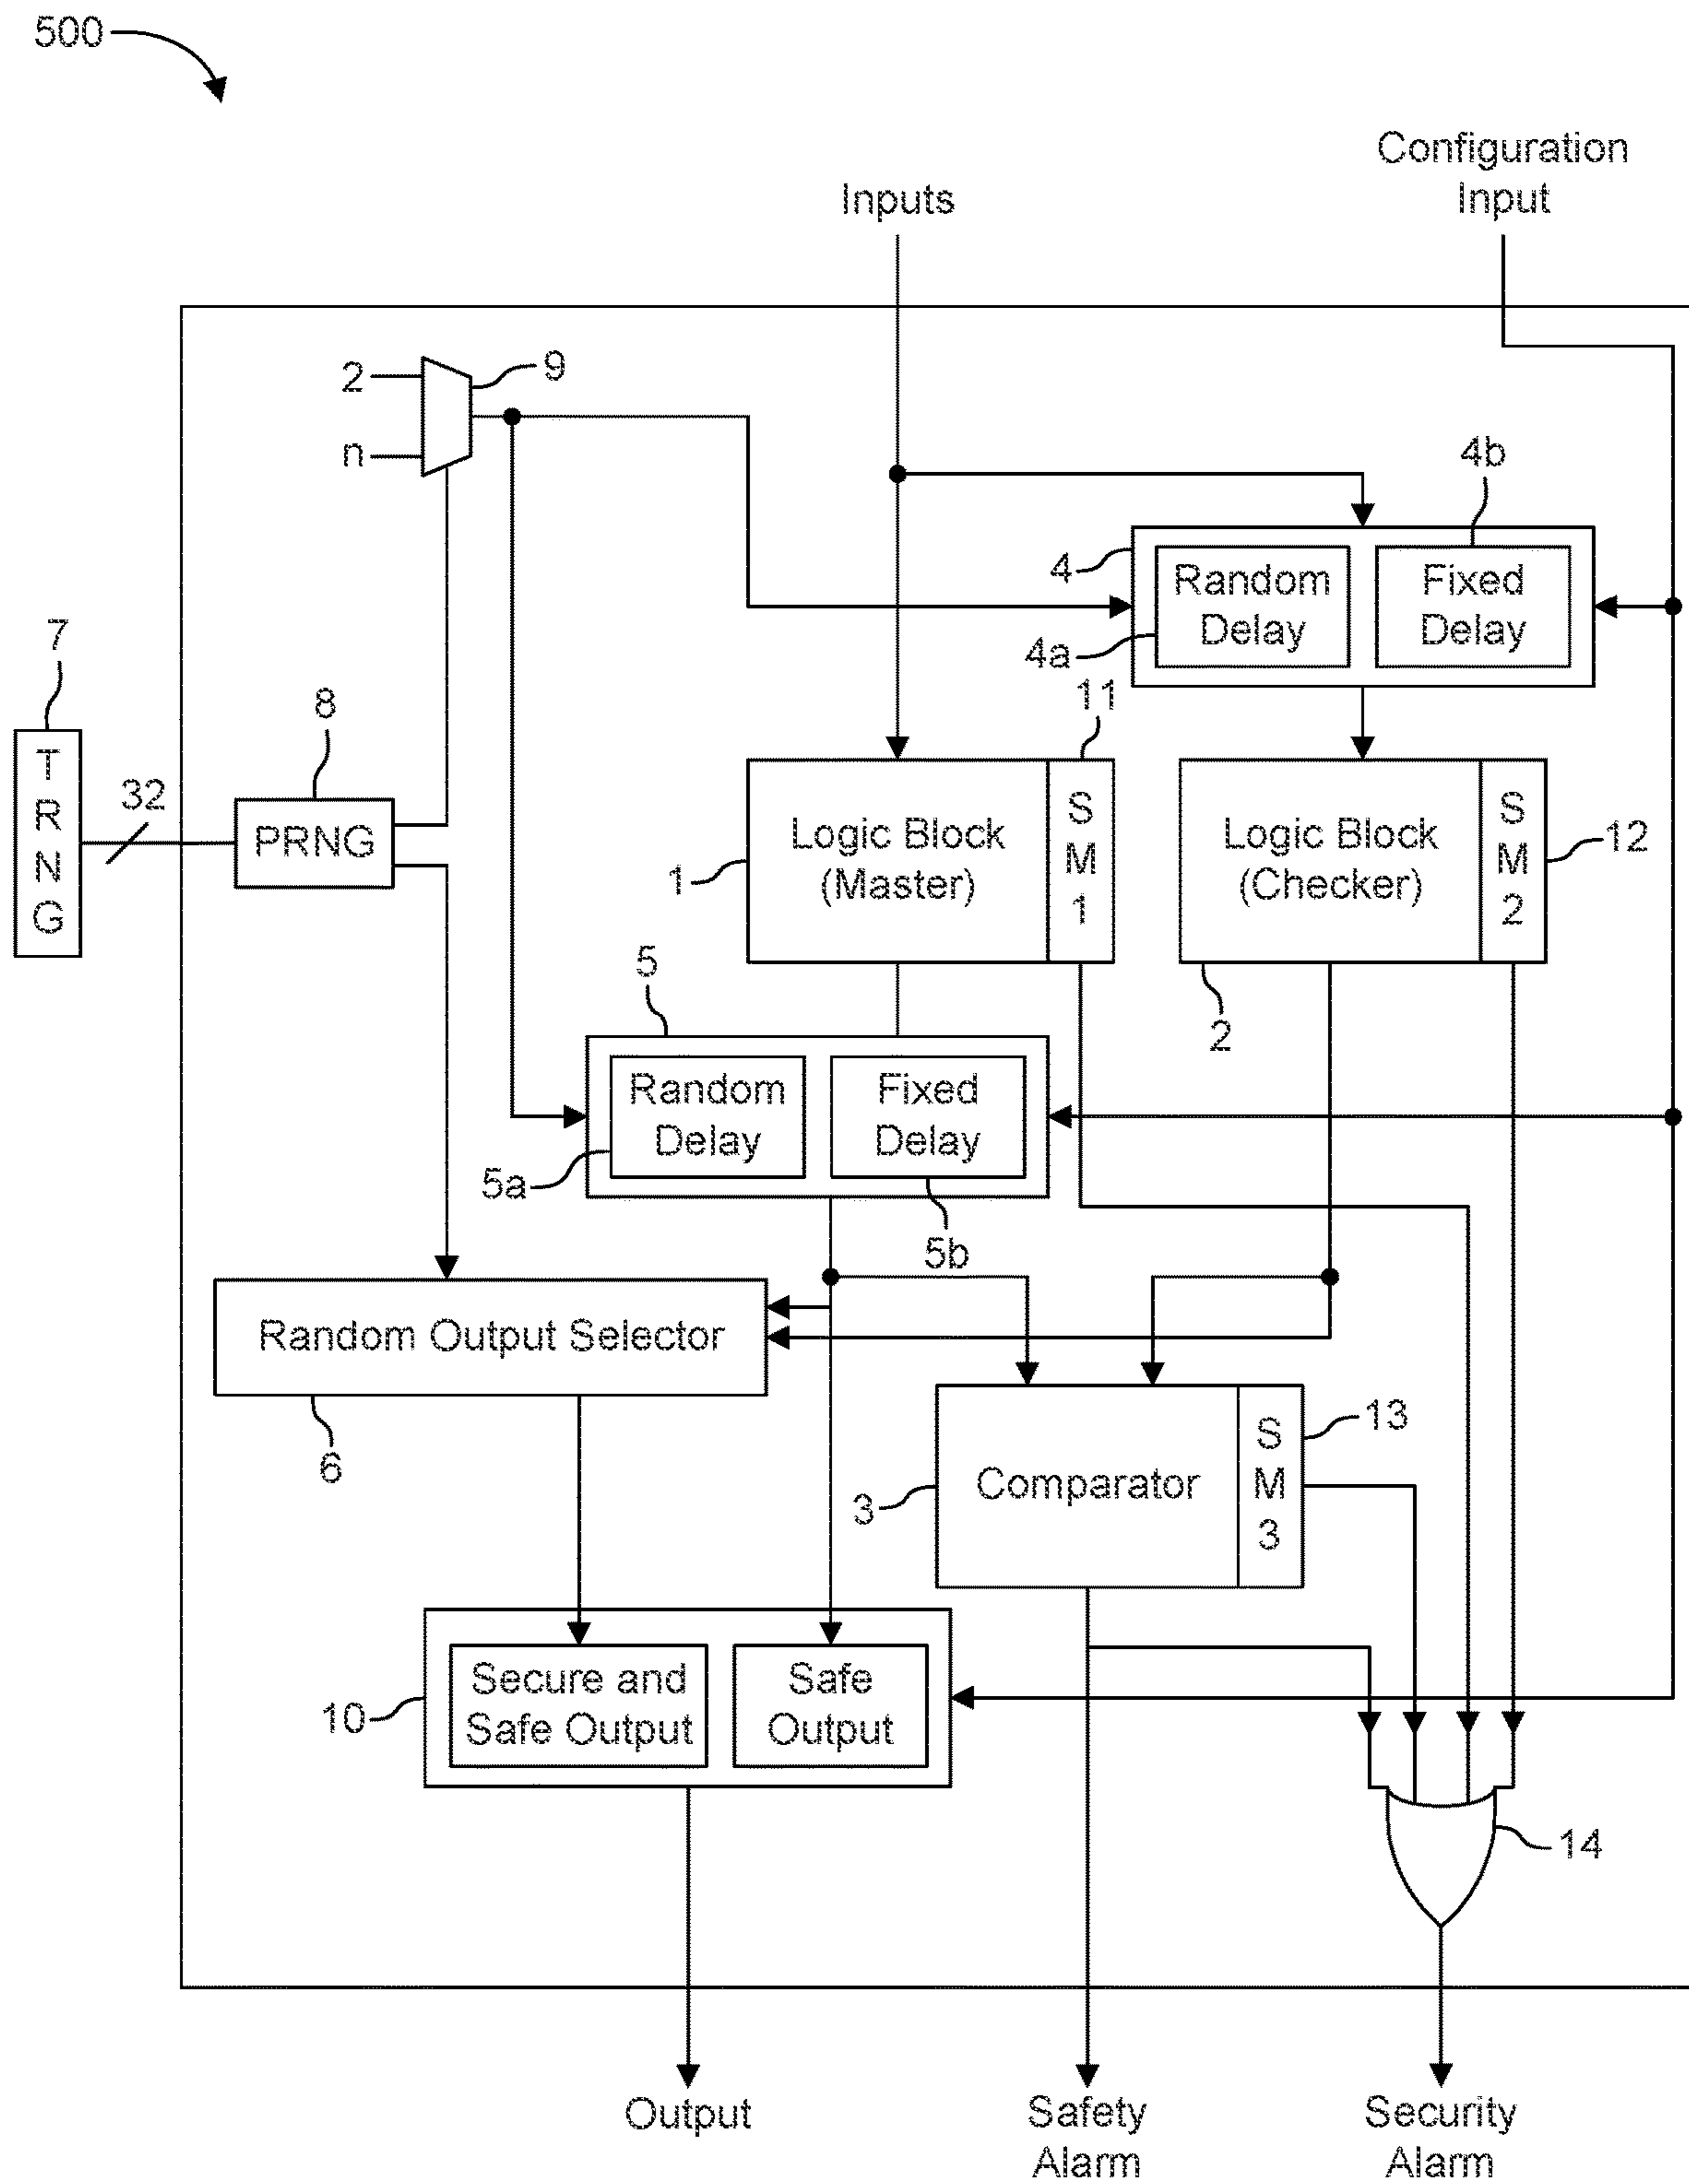 500
Configuration
Input
Inputs
2
9
n
4b
4
Random
Delay
Fixed
Delay
4a
7
8
11
T
R
N
G
32
PRNG
Logic Block
(Master)
S
M
1
1
Logic Block
(Checker)
S
M
2
12
2
5
Random
Delay
Fixed
Delay
5a
5b
Random Output Selector
6
Comparator
S
M
3
13
3
Secure and
Safe Output
Safe
Output
10
14
Output
Safety
Alarm
Security
Alarm